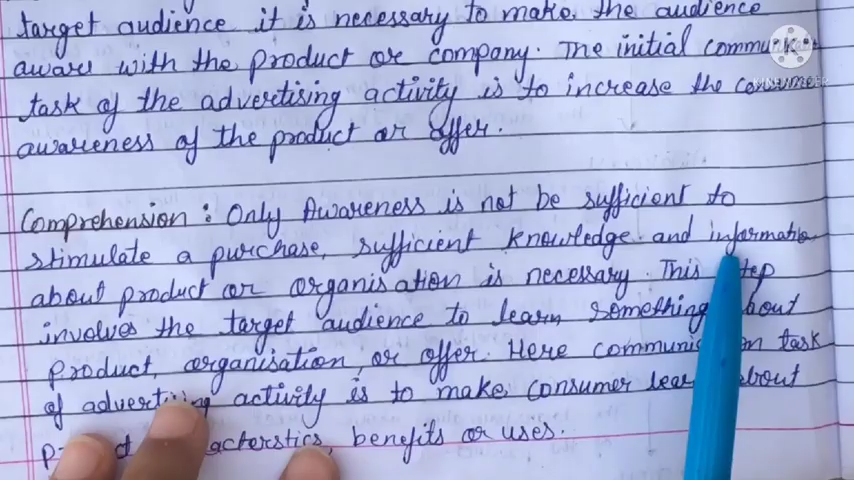 target audience it is necessary to make the audience
aware with the product or company. The initial
task of the advertising activity is to increase the consumer
awareness of the product or offer.
Comprehension : Only Awareness is not be sufficient to
stimulate a purchase, sufficient knowledge and
about product or organisation is necessary. This
involves the target audience to learn something
product, organisation, or offer. Here task
of advertising activity is to make consumer
benefits or uses.